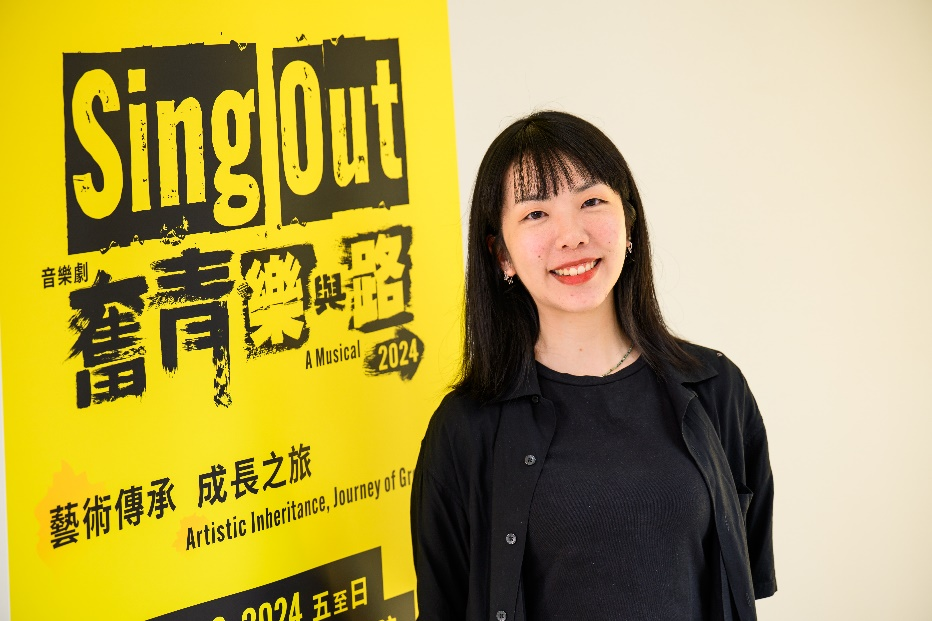 Sing Out
音樂劇
奮青樂與路
A Musical 2024
藝術傳承 成長之旅
Artistic Inheritance, Journey of
2024 五至日